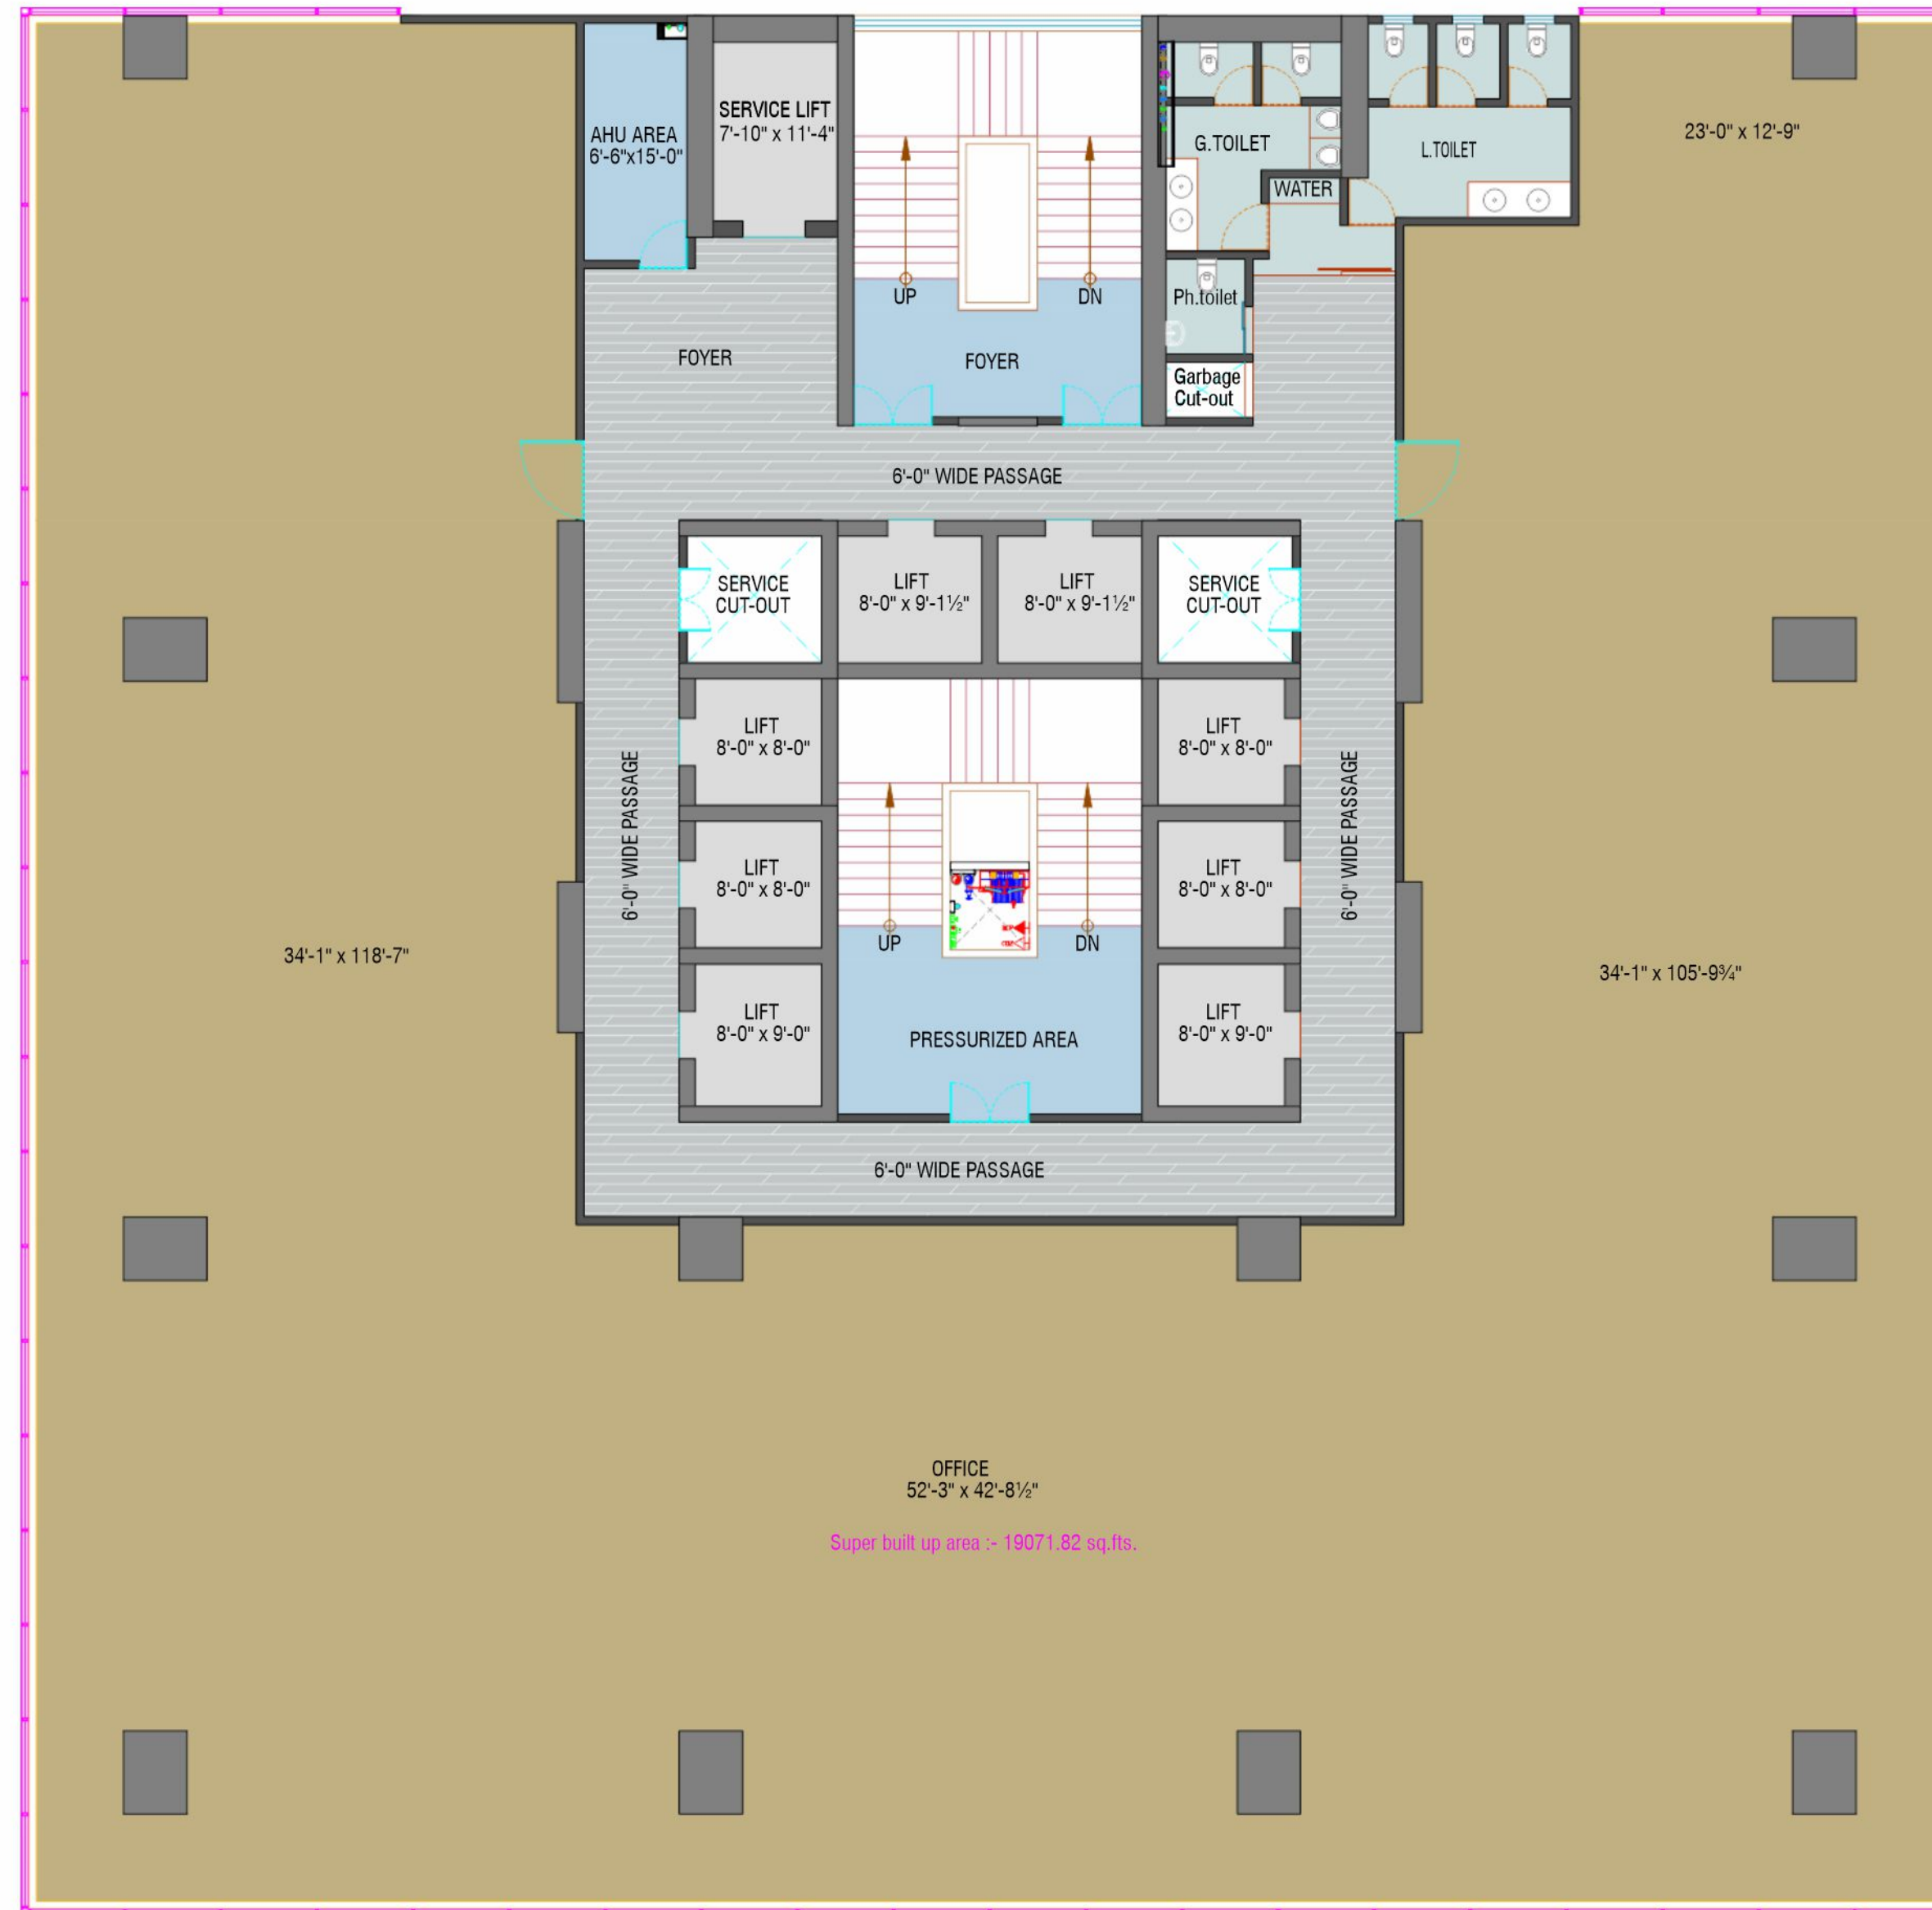 SERVICE LIFT
7'-10" x 11'-4"
AHU AREA
6'-6"x15'-0"
G.TOILET
L.TOILET
23'-0" x 12'-9"
WATER
UP
DN
Ph.toilet
FOYER
FOYER
Garbage
Cut-out
6'-0" WIDE PASSAGE
SERVICE
CUT-OUT
LIFT
8'-0" x 9'-1½"
LIFT
8'-0" x 9'-1½"
SERVICE
CUT-OUT
LIFT
8'-0" x 8'-0"
LIFT
8'-0" x 8'-0"
6'-0" WIDE PASSAGE
6'-0" WIDE PASSAGE
LIFT
8'-0" x 8'-0"
LIFT
8'-0" x 8'-0"
UP
DN
34'-1" x 118'-7"
34'-1" x 105'-9¾"
LIFT
8'-0" x 9'-0"
PRESSURIZED AREA
LIFT
8'-0" x 9'-0"
6'-0" WIDE PASSAGE
OFFICE
52'-3" x 42'-8½"
Super built up area :- 19071.82 sq.fts.